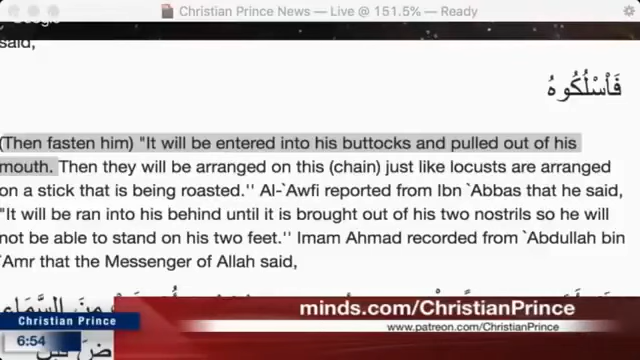 Christian Prince News — Live @ 151.5% — Ready
said,
فَاسْلُكُوهُ
(Then fasten him) "It will be entered into his buttocks and pulled out of his
mouth. Then they will be arranged on this (chain) just like locusts are arranged
on a stick that is being roasted.'' Al-`Awfi reported from Ibn `Abbas that he said,
"It will be ran into his behind until it is brought out of his two nostrils so he will
not be able to stand on his two feet.'' Imam Ahmad recorded from `Abdullah bin
`Amr that the Messenger of Allah said,
مِنَ السَّمَاءِ
minds.com/ChristianPrince
Christian Prince
www.patreon.com/ChristianPrince
6:54